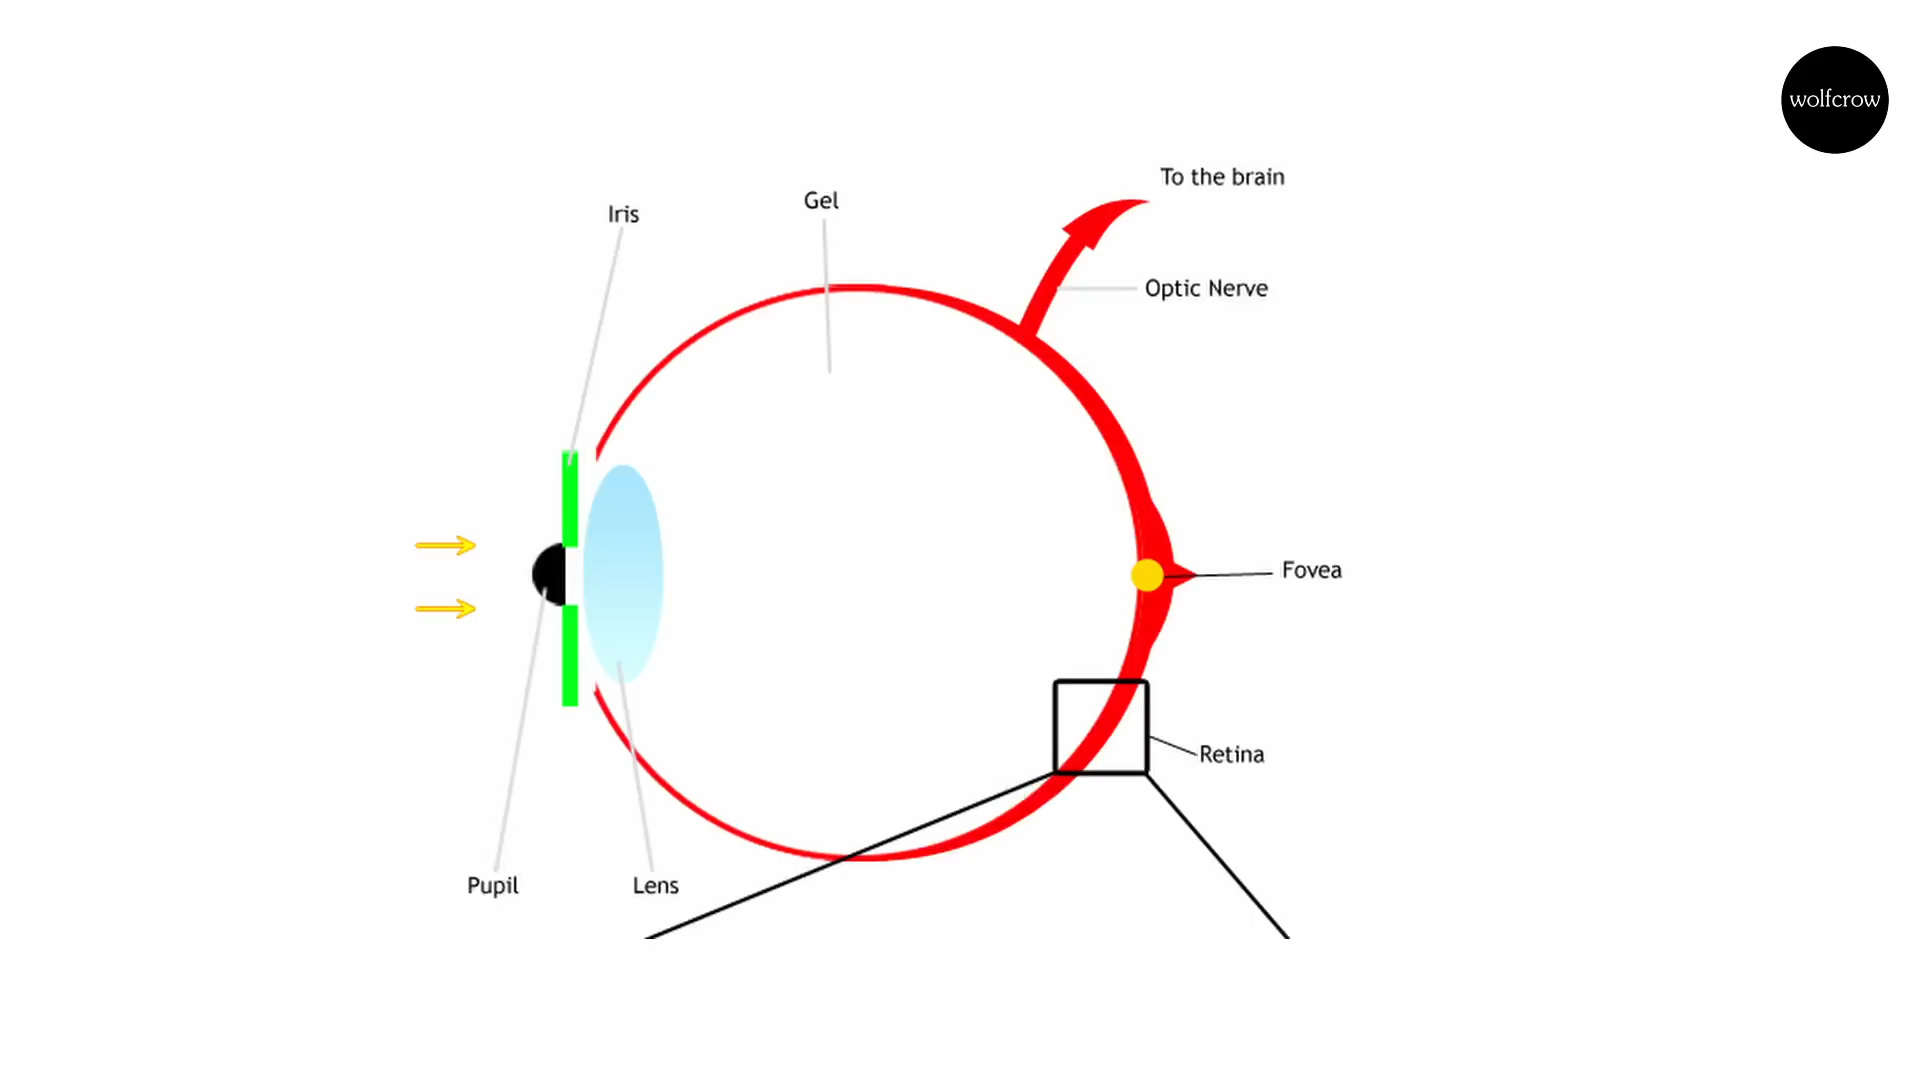 wolfcrow
To the brain
Gel
Iris
Optic Nerve
Fovea
Retina
Pupil
Lens